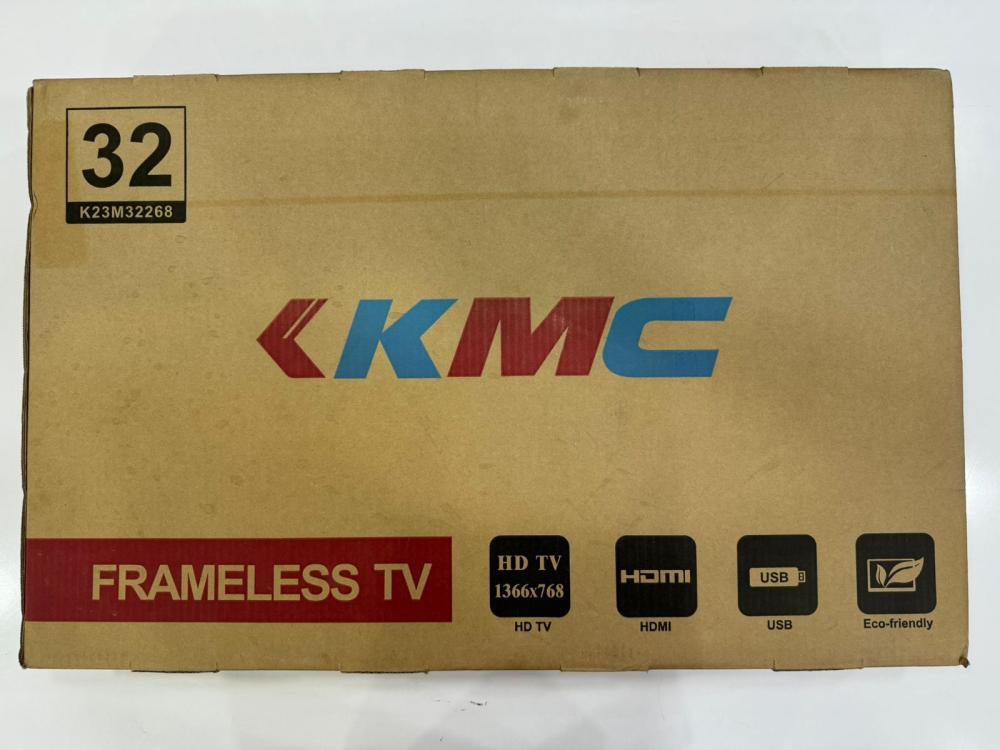 32
K23M32268
KMC
FRAMELESS TV
HD TV
1366x768
HD TV
HDMI
HDMI
USB
USB
Eco-friendly